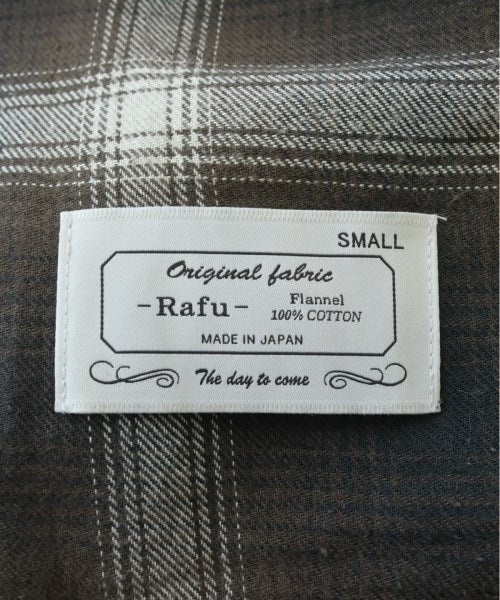 SMALL
Original fabric
-Rafu- Flannel
100% COTTON
MADE IN JAPAN
The day to come